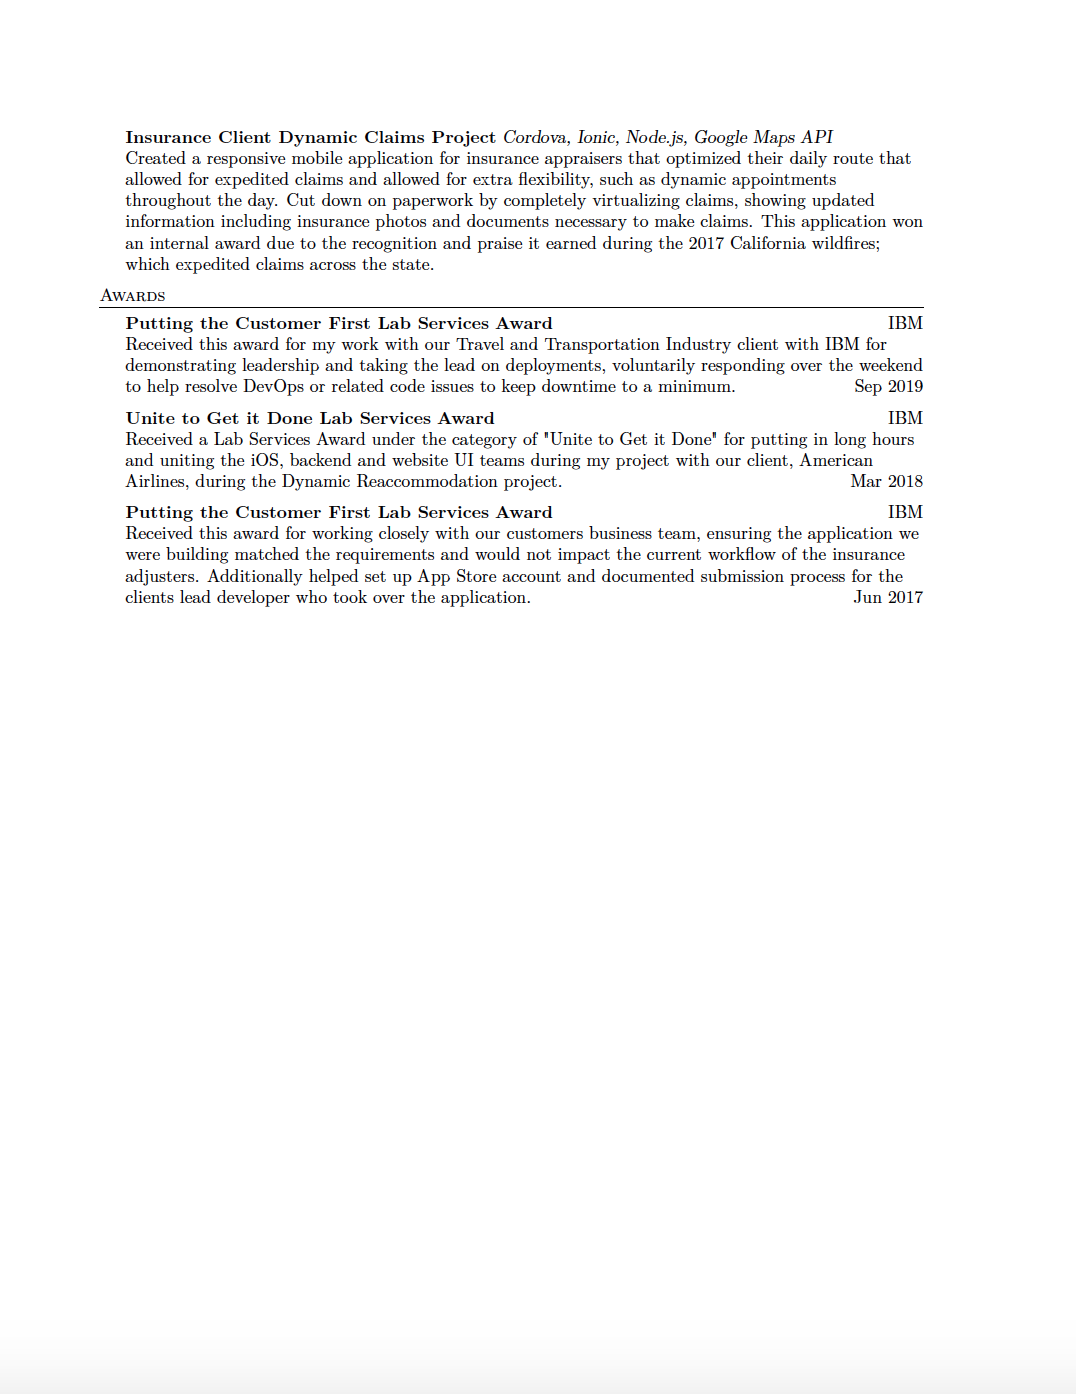 Insurance Client Dynamic Claims Project Cordova, Ionic, Node.js, Google Maps API
Created a responsive mobile application for insurance appraisers that optimized their daily route that
allowed for expedited claims and allowed for extra flexibility, such as dynamic appointments
throughout the day. Cut down on paperwork by completely virtualizing claims, showing updated
information including insurance photos and documents necessary to make claims. This application won
an internal award due to the recognition and praise it earned during the 2017 California wildfires;
which expedited claims across the state.
Awards
Putting the Customer First Lab Services Award IBM
Received this award for my work with our Travel and Transportation Industry client with IBM for
demonstrating leadership and taking the lead on deployments, voluntarily responding over the weekend
to help resolve DevOps or related code issues to keep downtime to a minimum. Sep 2019
Unite to Get it Done Lab Services Award IBM
Received a Lab Services Award under the category of "Unite to Get it Done" for putting in long hours
and uniting the iOS, backend and website UI teams during my project with our client, American
Airlines, during the Dynamic Reaccommodation project. Mar 2018
Putting the Customer First Lab Services Award IBM
Received this award for working closely with our customers business team, ensuring the application we
were building matched the requirements and would not impact the current workflow of the insurance
adjusters. Additionally helped set up App Store account and documented submission process for the
clients lead developer who took over the application. Jun 2017